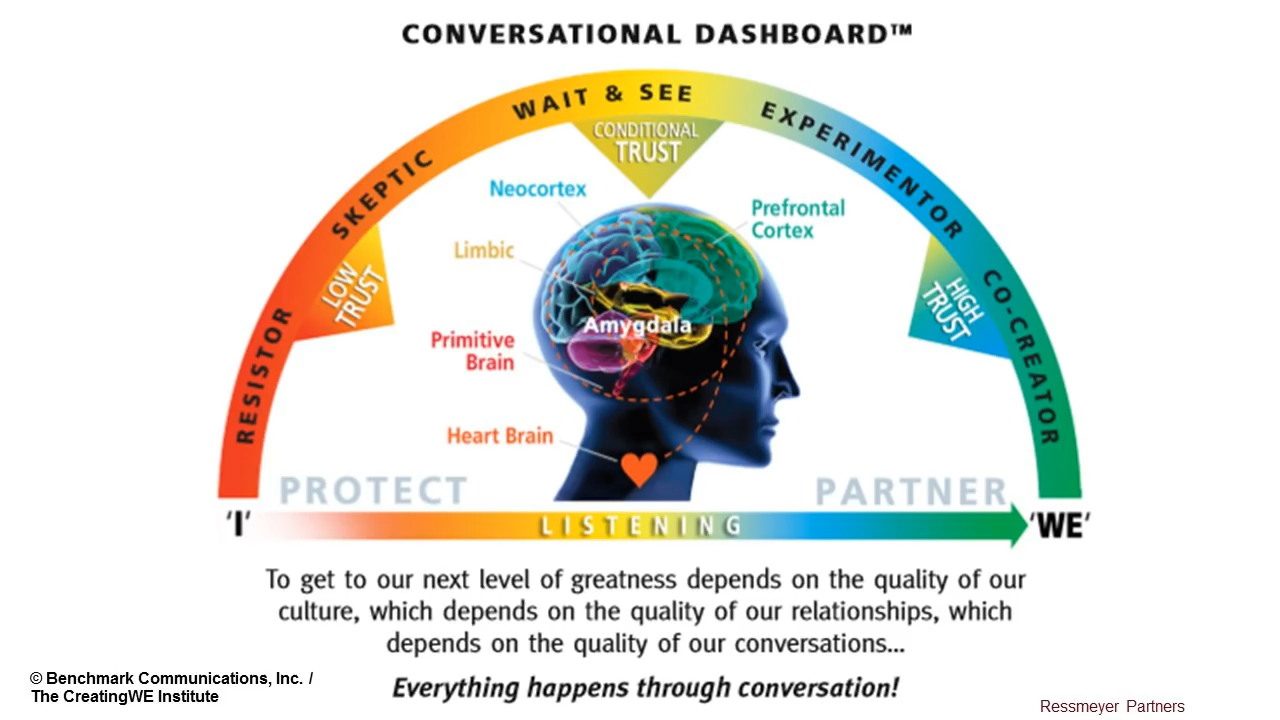 CONVERSATIONAL DASHBOARD™
WAIT & SEE
EXPERIMENTOR
SKEPTIC
CONDITIONAL
TRUST
Neocortex
Prefrontal
Cortex
Limbic
LOW
TRUST
HIGH
TRUST
CO-CREATOR
RESISTOR
Amygdala
Primitive
Brain
Heart Brain
PROTECT
PARTNER
'I'
LISTENING
'WE'
To get to our next level of greatness depends on the quality of our
culture, which depends on the quality of our relationships, which
depends on the quality of our conversations...
Everything happens through conversation!
© Benchmark Communications, Inc. /
The CreatingWE Institute
Ressmeyer Partners